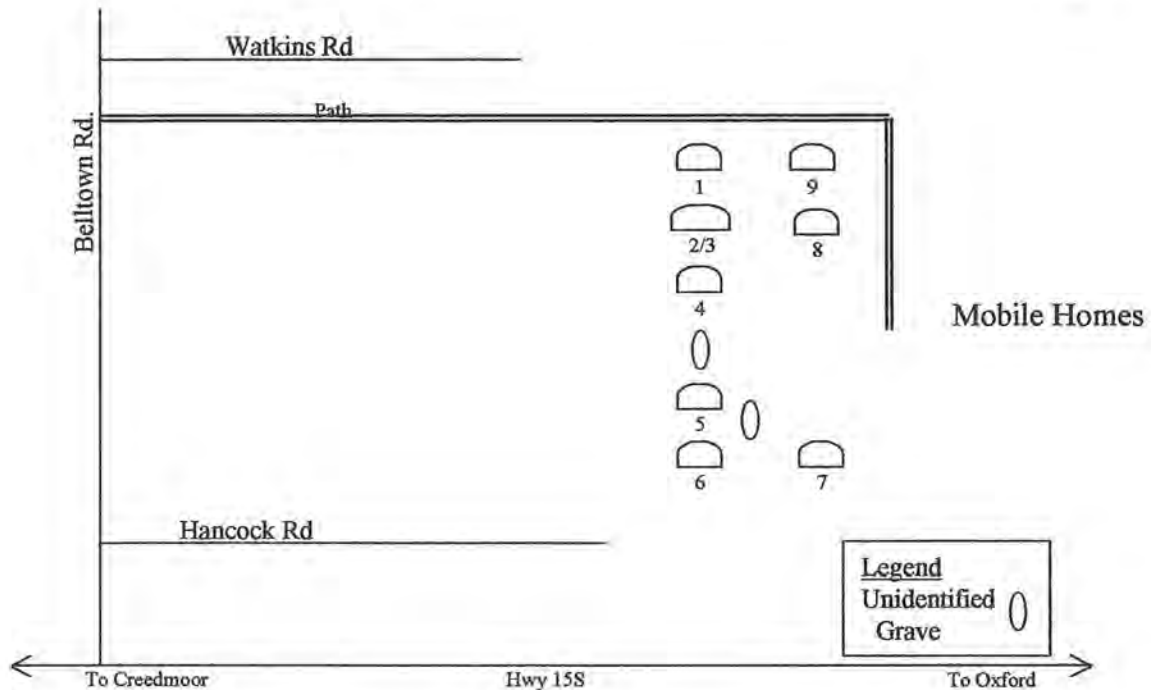 Watkins Rd
Path
Belltown Rd.
1
9
2/3
8
4
Mobile Homes
5
6
7
Hancock Rd
Legend
Unidentified
Grave
To Creedmoor
Hwy 15S
To Oxford